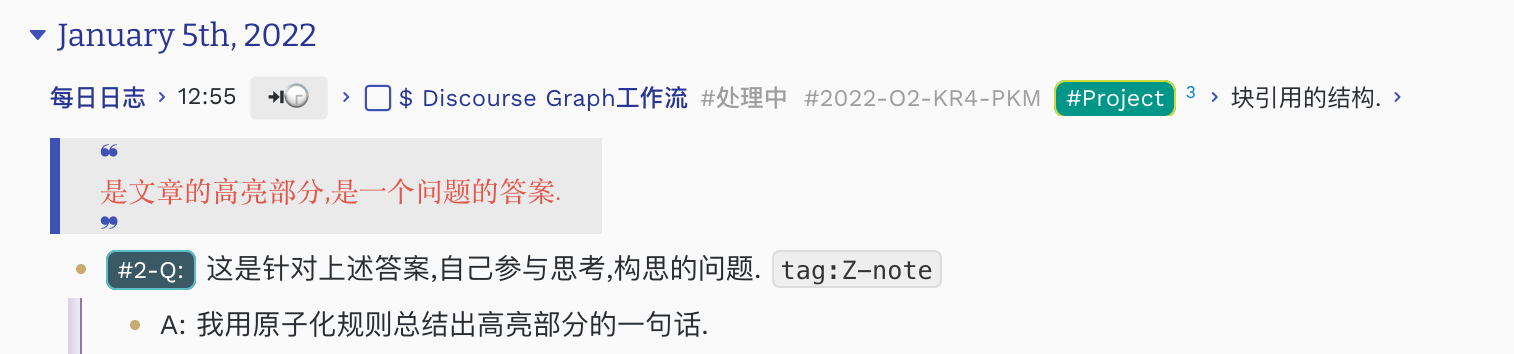 January 5th, 2022
每日日志 › 12:55 › $ Discourse Graph工作流 #处理中 #2022-O2-KR4-PKM #Project 3 › 块引用的结构. ›
❝
是文章的高亮部分,是一个问题的答案.
❞
#2-Q: 这是针对上述答案,自己参与思考,构思的问题. tag:Z-note
A: 我用原子化规则总结出高亮部分的一句话.